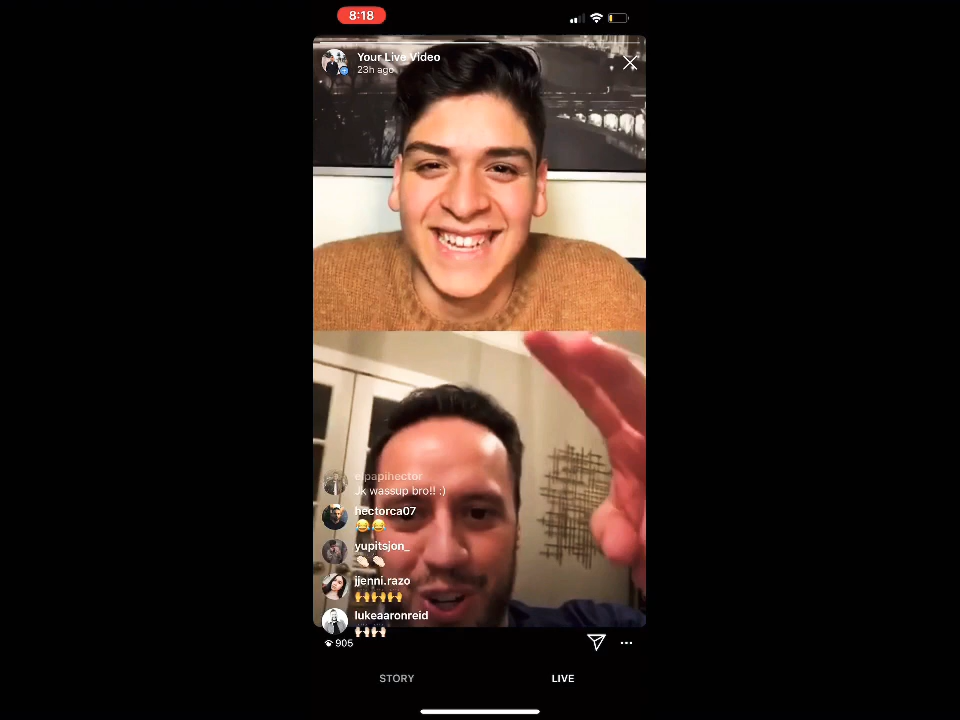 8:18
Your Live Video
23h ago
elpapihector
Jk wassup bro!! :)
hectorca07
yupitsjon_
jjenni.razo
lukeaaronreid
905
STORY
LIVE